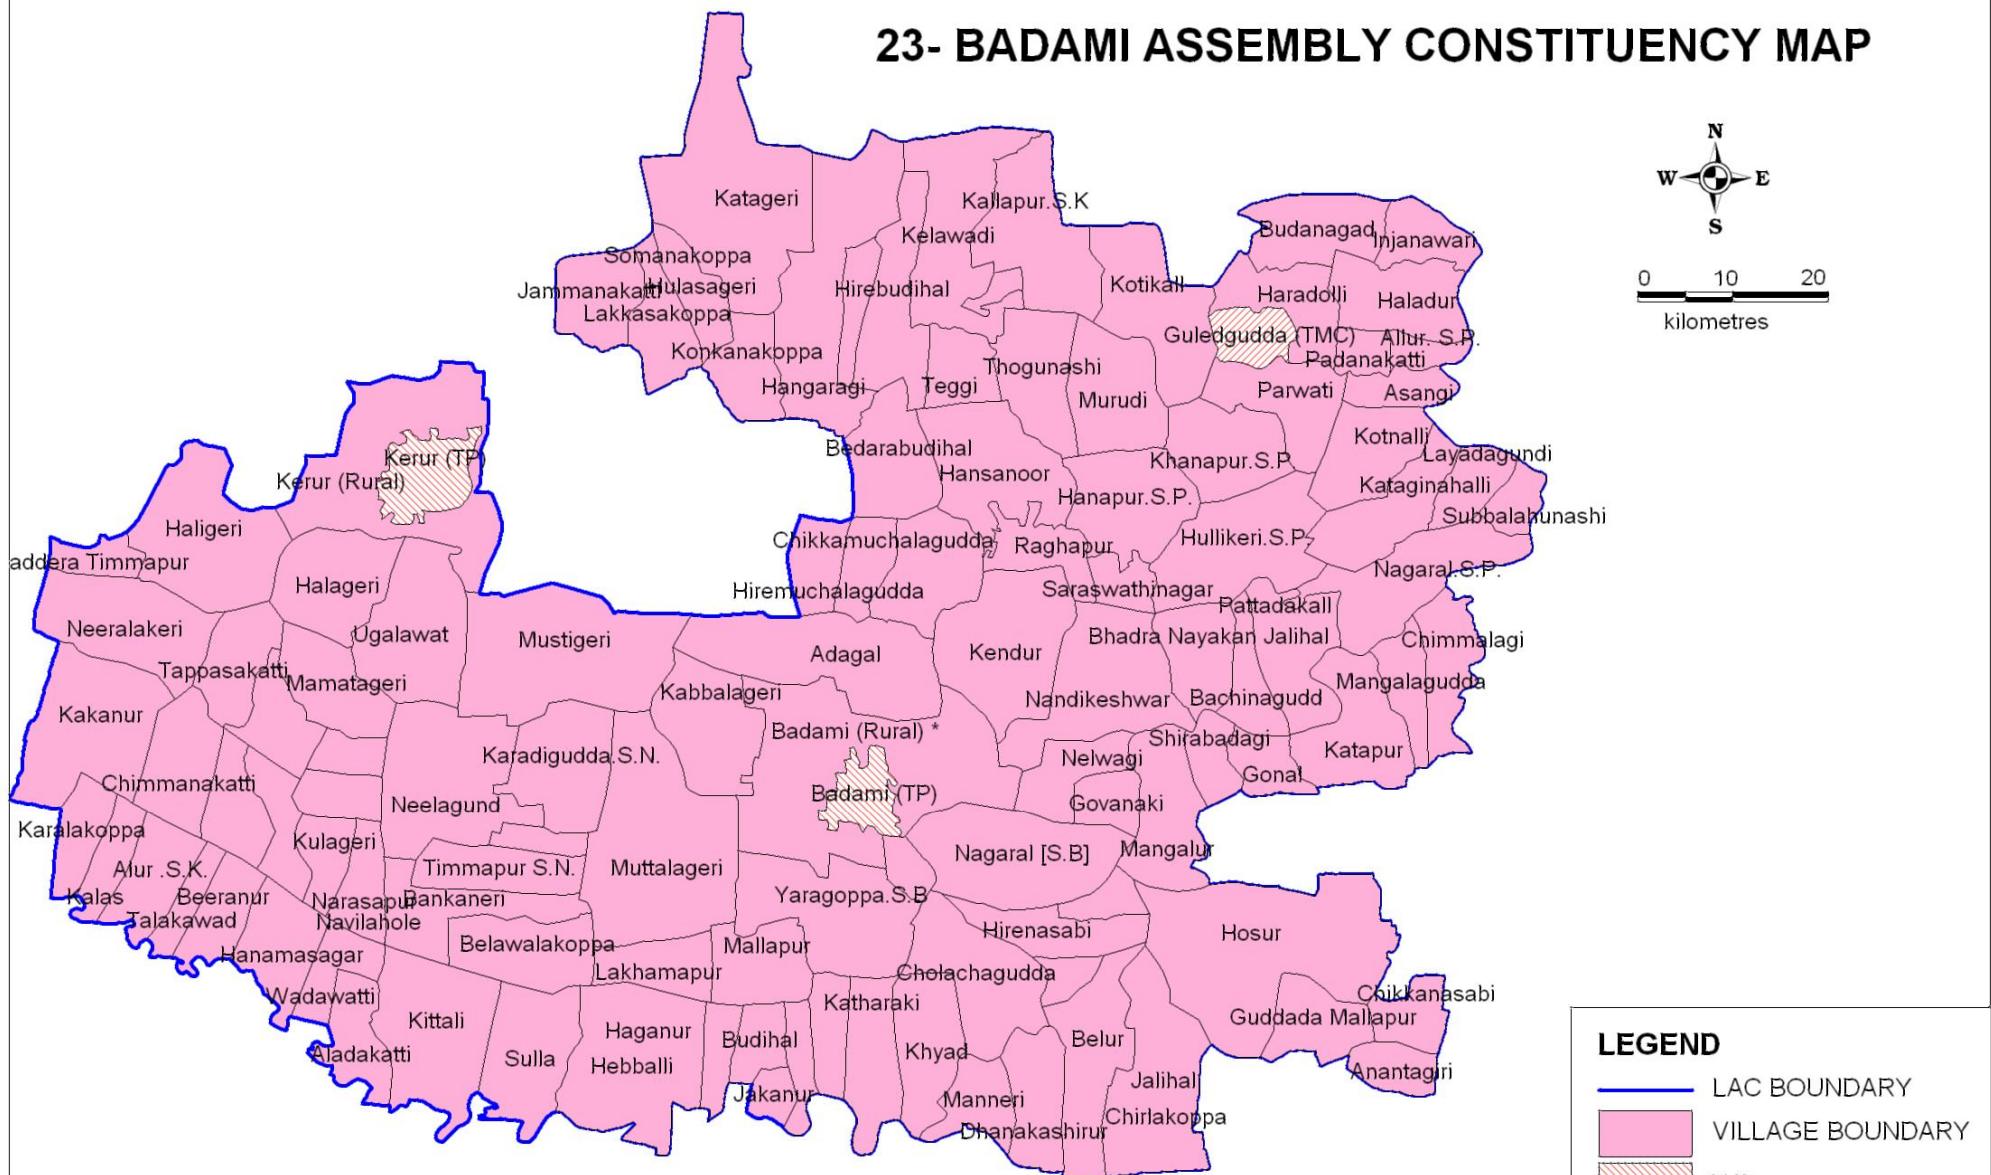 23- BADAMI ASSEMBLY CONSTITUENCY MAP
N
W E
S
0 10 20
kilometres
Katageri
Kallapur.S.K
Kelawadi
Budanagad
Injanawari
Somanakoppa
Jammanakatti
Hulasageri
Hirebudihal
Kotikall
Haradolli
Haladur
Lakkasakoppa
Guledgudda (TMC)
Allur. S.P.
Konkanakoppa
Padanakatti
Thogunashi
Hangaragi
Teggi
Murudi
Parwati
Asangi
Kotnalli
Bedarabudihal
Layadagundi
Kerur (TP)
Hansanoor
Khanapur.S.P.
Kerur (Rural)
Hanapur.S.P.
Kataginahalli
Subbalahunashi
Haligeri
Chikkamuchalagudda
Raghapur
Hullikeri.S.P.
addera Timmapur
Nagaral.S.P.
Halageri
Hiremuchalagudda
Saraswathinagar
Pattadakall
Neeralakeri
Ugalawat
Mustigeri
Adagal
Kendur
Bhadra Nayakan Jalihal
Chimmalagi
Tappasakatti
Mamatageri
Kabbalageri
Nandikeshwar
Bachinagudd
Mangalagudda
Kakanur
Badami (Rural) *
Karadigudda.S.N.
Nelwagi
Shirabadagi
Katapur
Chimmanakatti
Gonal
Neelagund
Badami (TP)
Govanaki
Karalakoppa
Kulageri
Nagaral [S.B]
Mangalur
Alur .S.K.
Timmapur S.N.
Muttalageri
Kalas
Beeranur
Narasapur
Bankaneri
Yaragoppa.S.B
Talakawad
Navilahole
Hirenasabi
Hosur
Hanamasagar
Belawalakoppa
Mallapur
Lakhamapur
Cholachagudda
Wadawatti
Katharaki
Chikkanasabi
Kittali
Haganur
Budihal
Guddada Mallapur
Aladakatti
Sulla
Hebballi
Khyad
Belur
Anantagiri
Jakanur
Manneri
Jalihal
Dhanakashirur
Chirlakoppa
LEGEND
LAC BOUNDARY
VILLAGE BOUNDARY